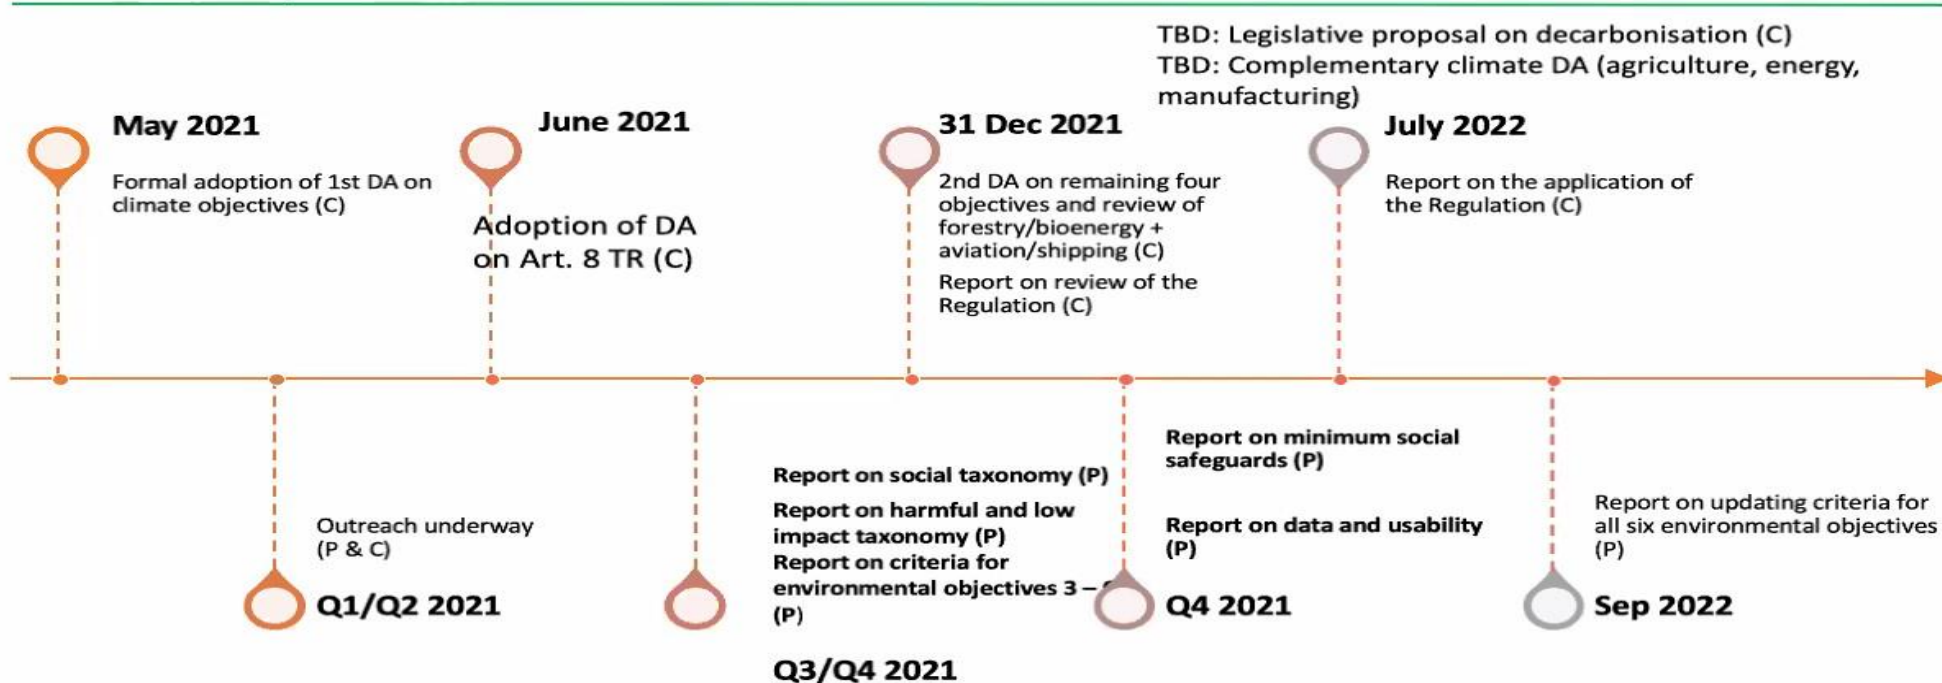 TBD: Legislative proposal on decarbonisation (C)
TBD: Complementary climate DA (agriculture, energy,
manufacturing)
May 2021
Formal adoption of 1st DA on
climate objectives (C)
June 2021
Adoption of DA
on Art. 8 TR (C)
31 Dec 2021
2nd DA on remaining four
objectives and review of
forestry/bioenergy +
aviation/shipping (C)
Report on review of the
Regulation (C)
July 2022
Report on the application of
the Regulation (C)
Outreach underway
(P & C)
Q1/Q2 2021
Report on social taxonomy (P)
Report on harmful and low
impact taxonomy (P)
Report on criteria for
environmental objectives 3 –
(P)
Q3/Q4 2021
Report on minimum social
safeguards (P)
Report on data and usability
(P)
Q4 2021
Report on updating criteria for
all six environmental objectives
(P)
Sep 2022